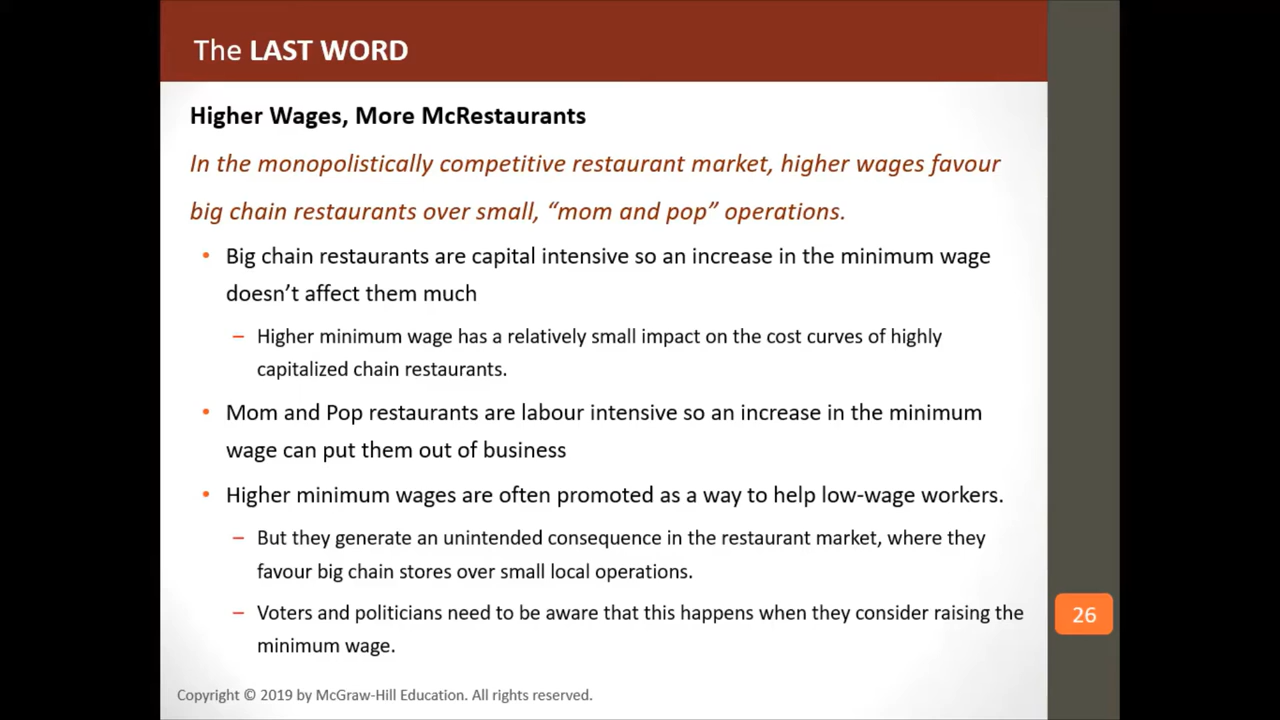 The LAST WORD
Higher Wages, More McRestaurants
In the monopolistically competitive restaurant market, higher wages favour
big chain restaurants over small, “mom and pop” operations.
• Big chain restaurants are capital intensive so an increase in the minimum wage
doesn’t affect them much
– Higher minimum wage has a relatively small impact on the cost curves of highly
capitalized chain restaurants.
• Mom and Pop restaurants are labour intensive so an increase in the minimum
wage can put them out of business
• Higher minimum wages are often promoted as a way to help low-wage workers.
– But they generate an unintended consequence in the restaurant market, where they
favour big chain stores over small local operations.
– Voters and politicians need to be aware that this happens when they consider raising the
minimum wage.
26
Copyright © 2019 by McGraw-Hill Education. All rights reserved.